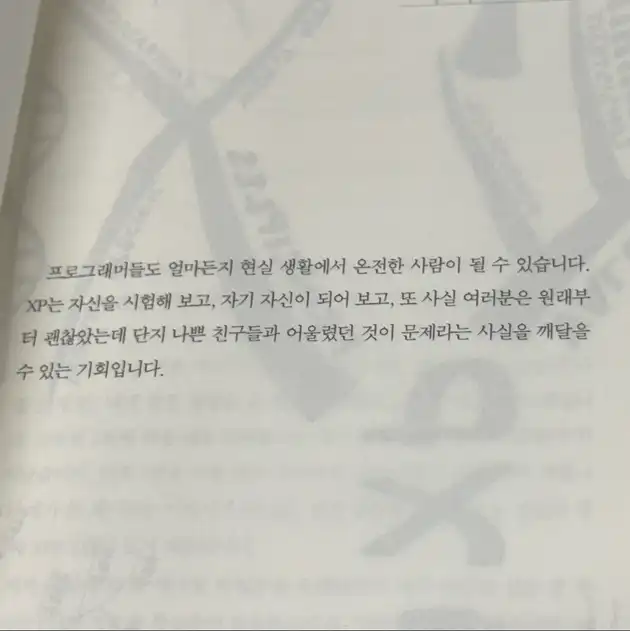 프로그래머들도 얼마든지 현실 생활에서 온전한 사람이 될 수 있습니다.
XP는 자신을 시험해 보고, 자기 자신이 되어 보고, 또 사실 여러분은 원래부
터 괜찮았는데 단지 나쁜 친구들과 어울렸던 것이 문제라는 사실을 깨달을
수 있는 기회입니다.